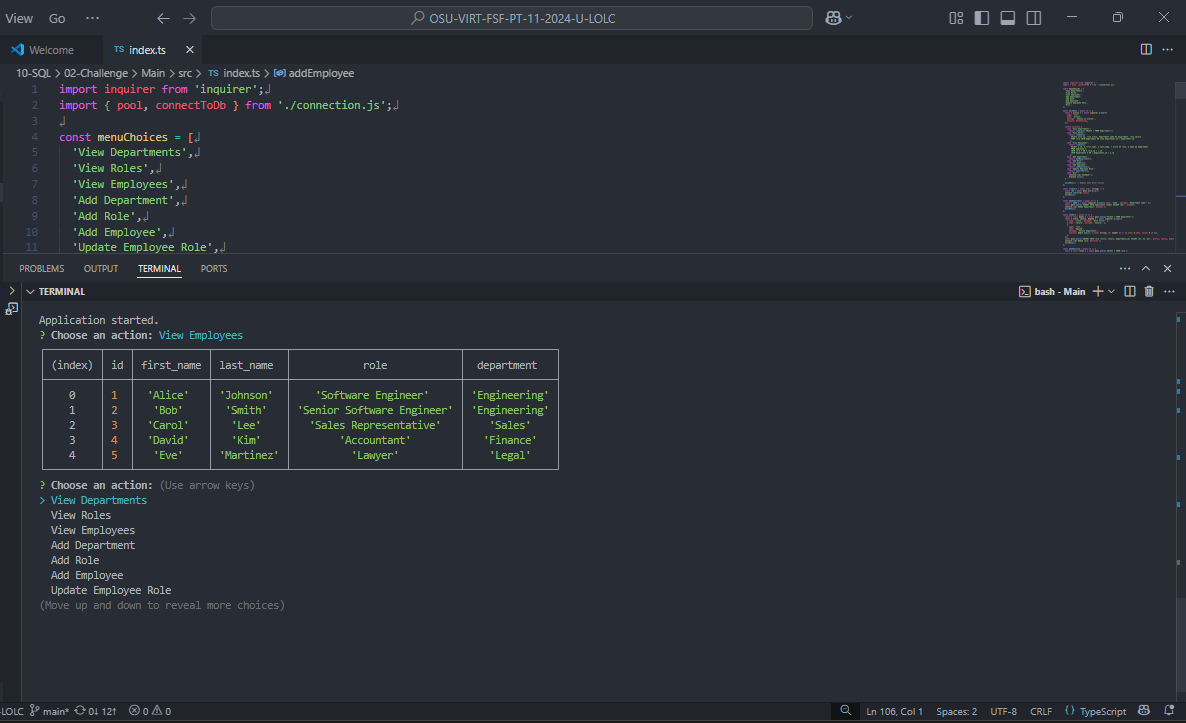 View Go ··· OSU-VIRT-FSF-PT-11-2024-U-LOLC
Welcome TS index.ts
10-SQL > 02-Challenge > Main > src > TS index.ts > addEmployee
1 import inquirer from 'inquirer';
2 import { pool, connectToDb } from './connection.js';
3
4 const menuChoices = [
5 'View Departments',
6 'View Roles',
7 'View Employees',
8 'Add Department',
9 'Add Role',
10 'Add Employee',
11 'Update Employee Role',
PROBLEMS OUTPUT TERMINAL PORTS
TERMINAL bash - Main
Application started.
? Choose an action: View Employees
(index) id first_name last_name role department
0 1 'Alice' 'Johnson' 'Software Engineer' 'Engineering'
1 2 'Bob' 'Smith' 'Senior Software Engineer' 'Engineering'
2 3 'Carol' 'Lee' 'Sales Representative' 'Sales'
3 4 'David' 'Kim' 'Accountant' 'Finance'
4 5 'Eve' 'Martinez' 'Lawyer' 'Legal'
? Choose an action: (Use arrow keys)
> View Departments
View Roles
View Employees
Add Department
Add Role
Add Employee
Update Employee Role
(Move up and down to reveal more choices)
-LOLC main* 0↓ 12↑ 0 0 Ln 106, Col 1 Spaces: 2 UTF-8 CRLF {} TypeScript